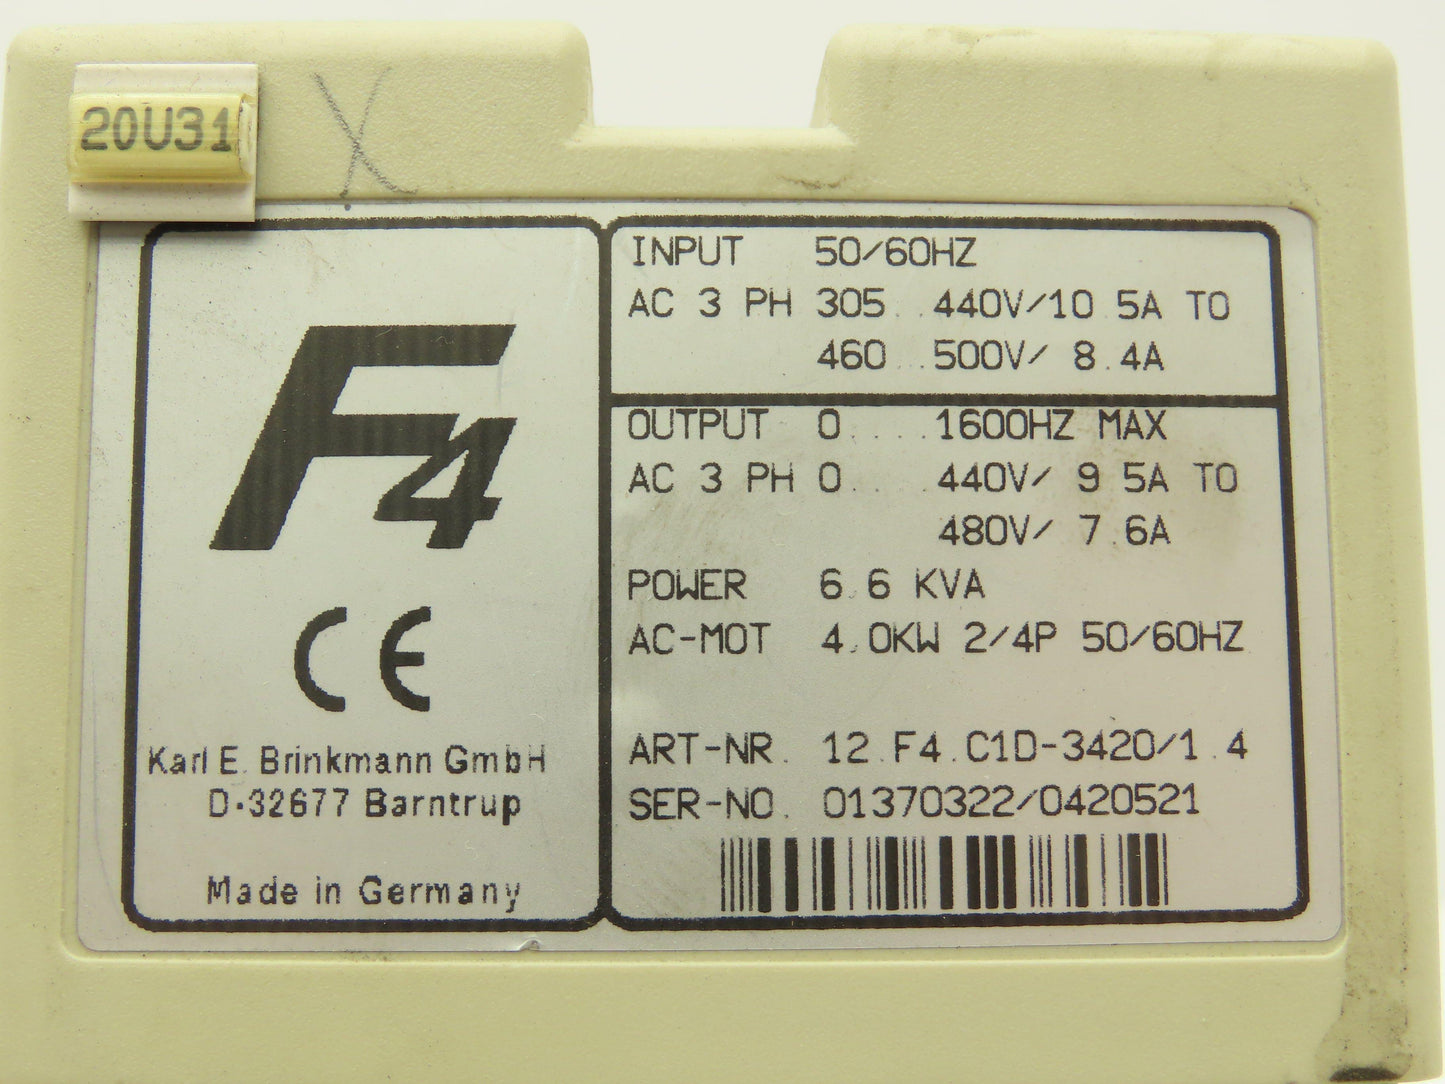 20U31
X
F4
CE
Karl E. Brinkmann GmbH
D-32677 Barntrup
Made in Germany
INPUT 50/60HZ
AC 3 PH 305..440V/10.5A TO
460..500V/ 8.4A
OUTPUT 0....1600HZ MAX
AC 3 PH 0.... 440V/ 9.5A TO
480V/ 7.6A
POWER 6.6 KVA
AC-MOT 4.0KW 2/4P 50/60HZ
ART-NR. 12.F4.C1D-3420/1.4
SER-NO. 01370322/0420521